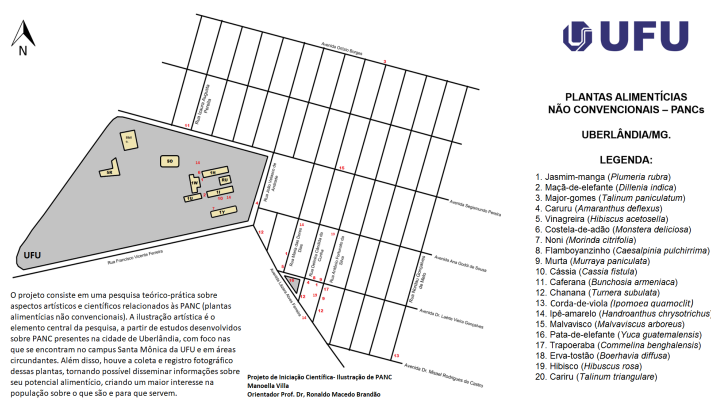 N
UFU
PLANTAS ALIMENTÍCIAS
NÃO CONVENCIONAIS – PANCs
UBERLÂNDIA/MG.
LEGENDA:
1. Jasmim-manga (Plumeria rubra)
2. Maçã-de-elefante (Dillenia indica)
3. Major-gomes (Talinum paniculatum)
4. Caruru (Amaranthus deflexus)
5. Vinagreira (Hibiscus acetosella)
6. Costela-de-adão (Monstera deliciosa)
7. Noni (Morinda citrifolia)
8. Flamboyanzinho (Caesalpinia pulchirrima)
9. Murta (Murraya paniculata)
10. Cássia (Cassia fistula)
11. Caferana (Bunchosia armeniaca)
12. Chanana (Turnera subulata)
13. Corda-de-viola (Ipomoea quamoclit)
14. Ipê-amarelo (Handroanthus chrysotrichus)
15. Malvavisco (Malvaviscus arboreus)
16. Pata-de-elefante (Yuca guatemalensis)
17. Trapoeraba (Commelina benghalensis)
18. Erva-tostão (Boerhavia diffusa)
19. Hibisco (Hibuscus rosa)
20. Cariru (Talinum triangulare)
Avenida Ortízio Borges
Avenida Segismundo Pereira
Avenida Ana Godoy de Sousa
Avenida Dr. Laerte Vieira Gonçalves
Avenida Dr. Misael Rodrigues de Castro
Rua Francisco Vicente Ferreira
UFU
O projeto consiste em uma pesquisa teórico-prática sobre
aspectos artísticos e científicos relacionados às PANC (plantas
alimentícias não convencionais). A ilustração artística é o
elemento central da pesquisa, a partir de estudos desenvolvidos
sobre PANC presentes na cidade de Uberlândia, com foco nas
que se encontram no campus Santa Mônica da UFU e em áreas
circundantes. Além disso, houve a coleta e registro fotográfico
dessas plantas, tornando possível disseminar informações sobre
seu potencial alimentício, criando um maior interesse na
população sobre o que são e para que servem.
Projeto de Iniciação Científica- Ilustração de PANC
Manoella Villa
Orientador Prof. Dr, Ronaldo Macedo Brandão